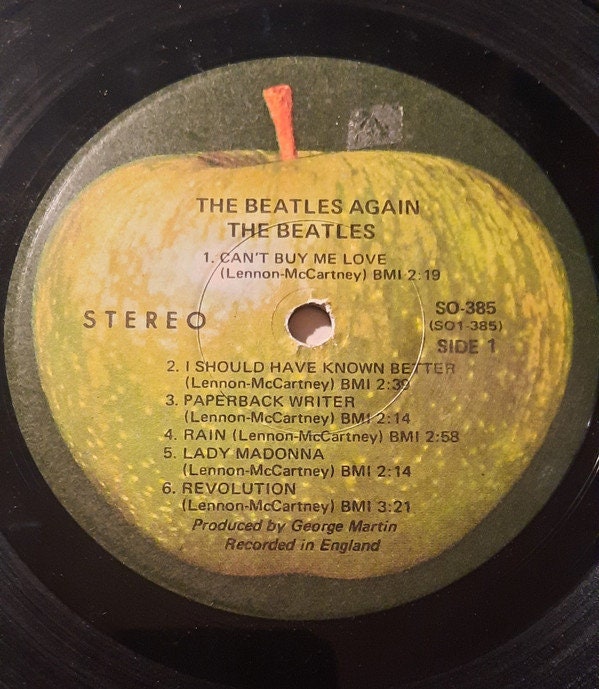 THE BEATLES AGAIN
THE BEATLES
1. CAN'T BUY ME LOVE
(Lennon-McCartney) BMI 2:19
STEREO
SO-385
(SO1-385)
SIDE 1
2. I SHOULD HAVE KNOWN BETTER
(Lennon-McCartney) BMI 2:39
3. PAPERBACK WRITER
(Lennon-McCartney) BMI 2:14
4. RAIN (Lennon-McCartney) BMI 2:58
5. LADY MADONNA
(Lennon-McCartney) BMI 2:14
6. REVOLUTION
(Lennon-McCartney) BMI 3:21
Produced by George Martin
Recorded in England